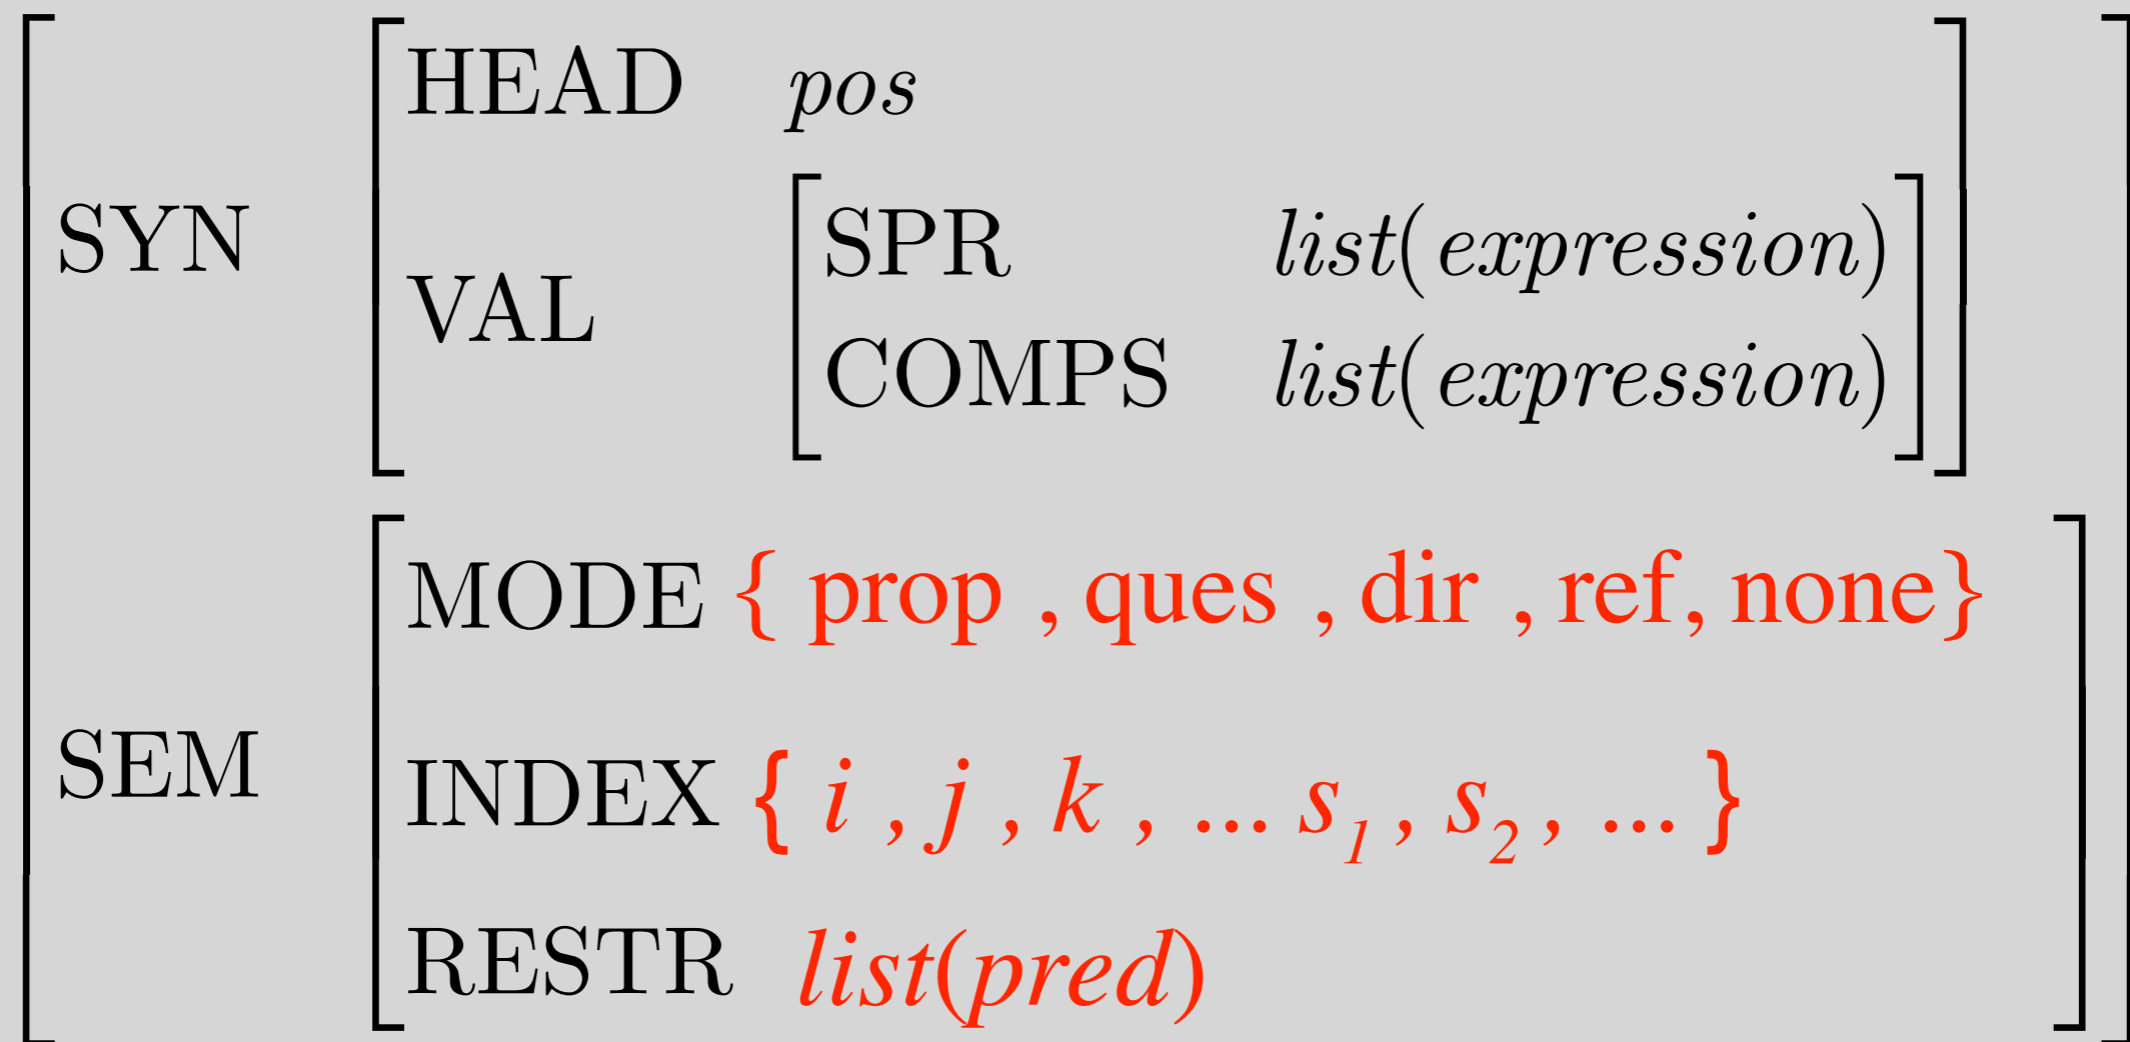 HEAD pos
SYN
SPR list(expression)
VAL
COMPS list(expression)
MODE { prop , ques , dir , ref, none}
SEM
INDEX { i , j , k , ... s1 , s2 , ... }
RESTR list(pred)